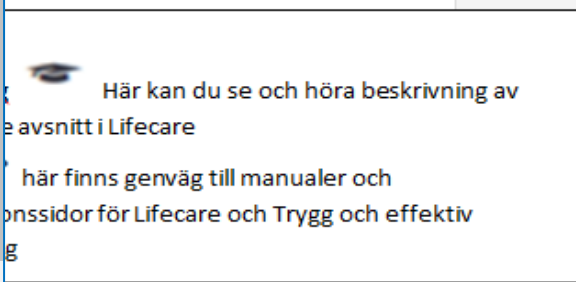 Här kan du se och höra beskrivning av
avsnitt i Lifecare
här finns genväg till manualer och
onssidor för Lifecare och Trygg och effektiv
g